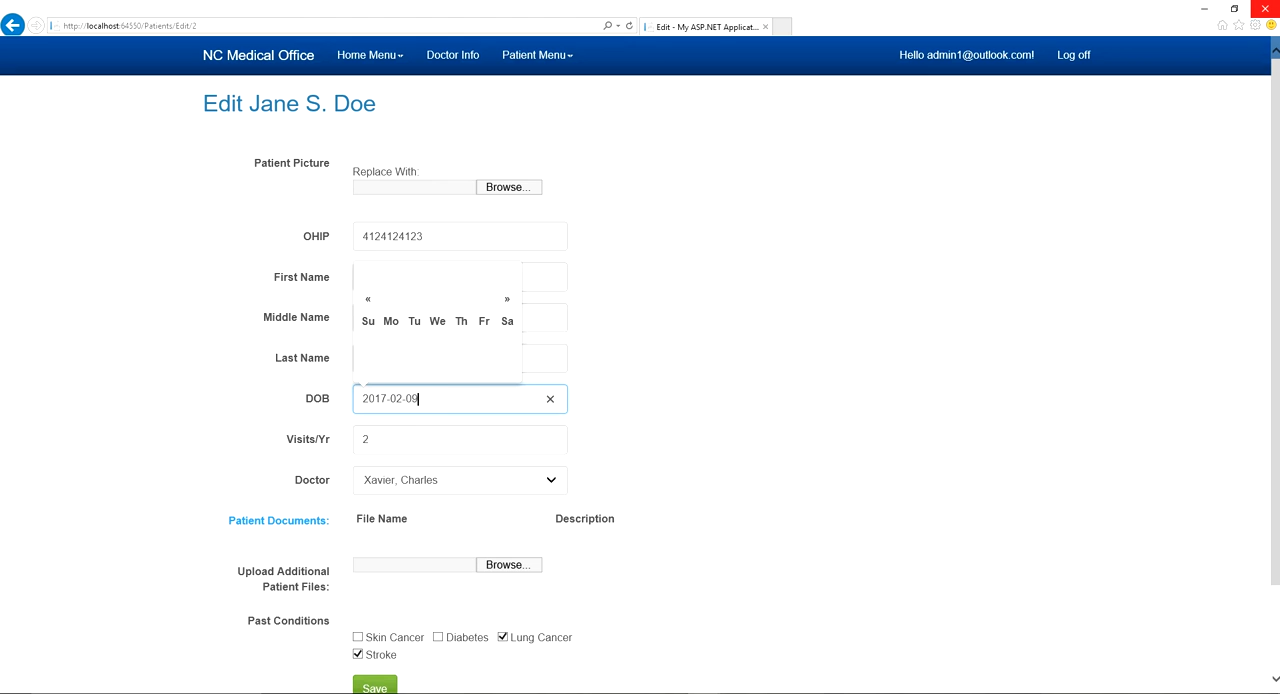 http://localhost:64550/Patients/Edit/2
Edit - My ASP.NET Applicat...
NC Medical Office Home Menu Doctor Info Patient Menu Hello admin1@outlook.com! Log off
Edit Jane S. Doe
Patient Picture
Replace With:
Browse...
OHIP 4124124123
First Name
« »
Middle Name
Su Mo Tu We Th Fr Sa
Last Name
DOB 2017-02-09
Visits/Yr 2
Doctor Xavier, Charles
Patient Documents: File Name Description
Upload Additional Patient Files:
Browse...
Past Conditions
Skin Cancer Diabetes Lung Cancer
Stroke
Save